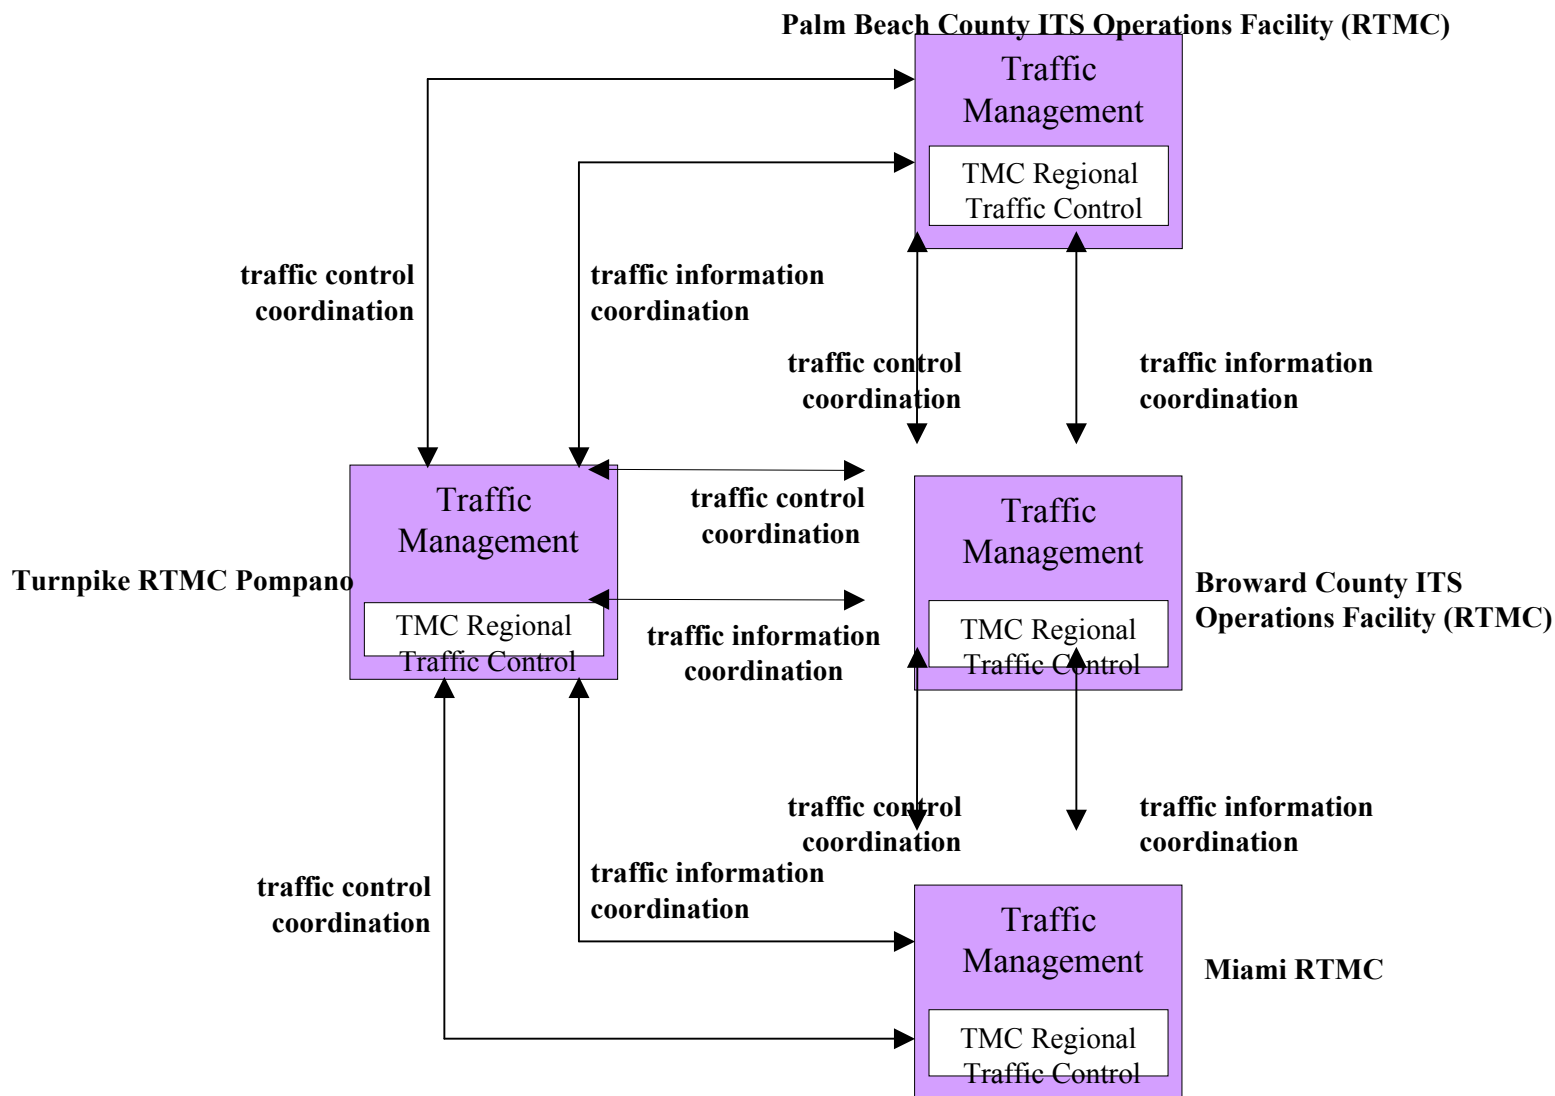 Palm Beach County ITS Operations Facility (RTMC)
Traffic
Management
TMC Regional
Traffic Control
traffic control
coordination
traffic information
coordination
traffic control
coordination
traffic information
coordination
Traffic
Management
TMC Regional
Traffic Control
Turnpike RTMC Pompano
traffic control
coordination
traffic information
coordination
Traffic
Management
TMC Regional
Traffic Control
Broward County ITS
Operations Facility (RTMC)
traffic control
coordination
traffic information
coordination
traffic control
coordination
traffic information
coordination
Traffic
Management
TMC Regional
Traffic Control
Miami RTMC